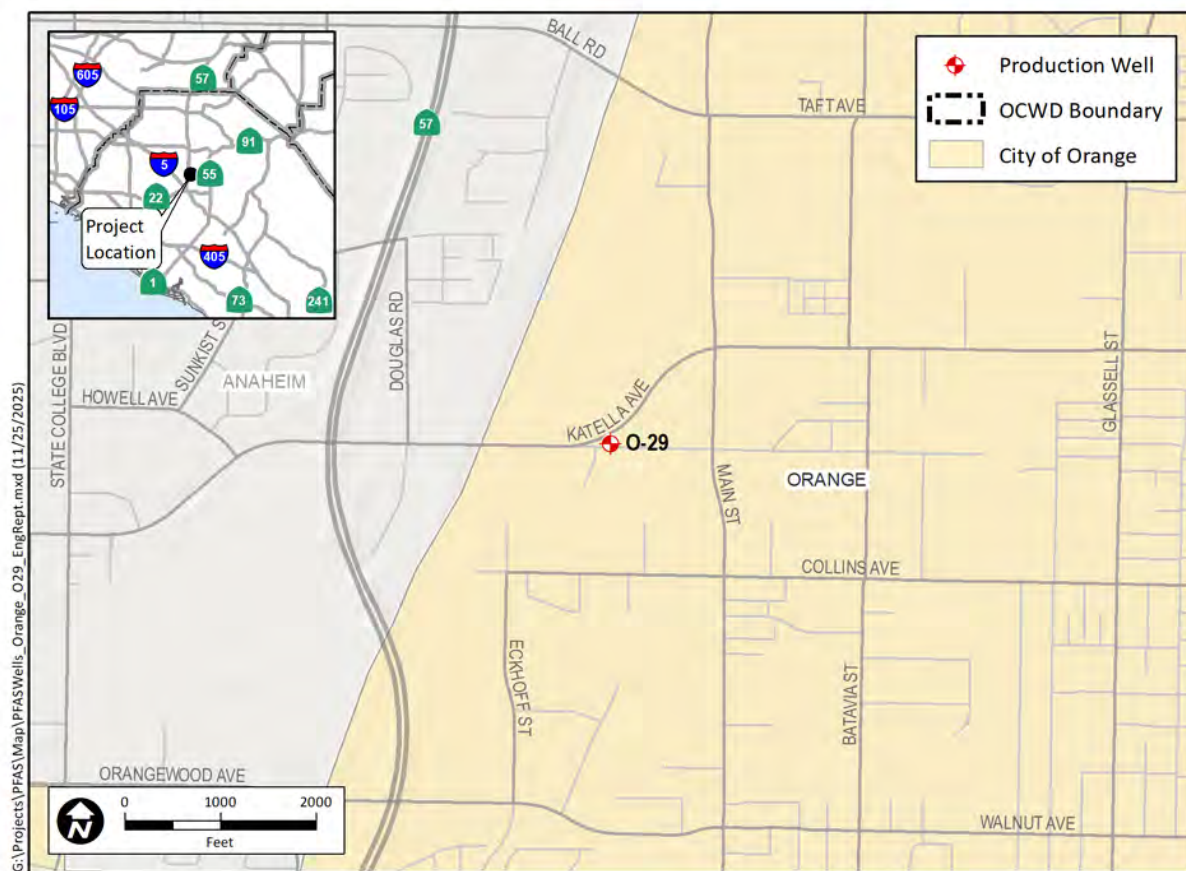 BALL RD
605
57
105
91
5
55
22
Project
Location
405
1
73
241
57
Production Well
OCWD Boundary
City of Orange
TAFT AVE
STATE COLLEGE BLVD
SUNKIST S
HOWELL AVE
ANAHEIM
DOUGLAS RD
KATELLA AVE
O-29
MAIN ST
ORANGE
GLASSELL ST
COLLINS AVE
ECKHOFF ST
BATAVIA ST
ORANGEWOOD AVE
WALNUT AVE
N
0 1000 2000
Feet
G:\Projects\PFAS\Map\PFASWells_Orange_O29_EngRept.mxd (11/25/2025)